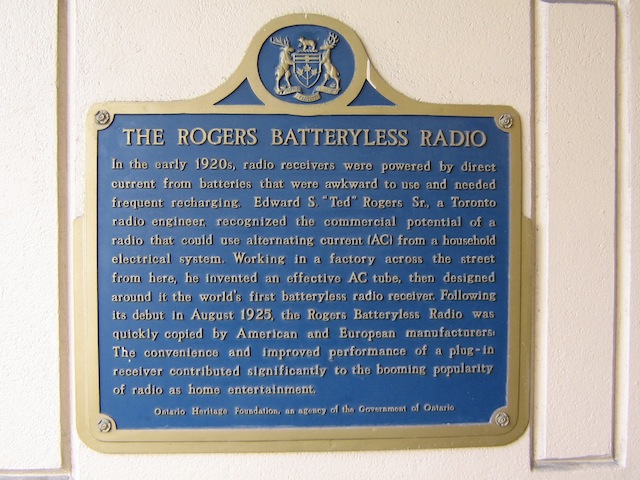 THE ROGERS BATTERYLESS RADIO
In the early 1920s, radio receivers were powered by direct
current from batteries that were awkward to use and needed
frequent recharging. Edward S. "Ted" Rogers Sr., a Toronto
radio engineer, recognized the commercial potential of a
radio that could use alternating current (AC) from a household
electrical system. Working in a factory across the street
from here, he invented an effective AC tube, then designed
around it the world's first batteryless radio receiver. Following
its debut in August 1925, the Rogers Batteryless Radio was
quickly copied by American and European manufacturers.
The convenience and improved performance of a plug-in
receiver contributed significantly to the booming popularity
of radio as home entertainment.
Ontario Heritage Foundation, an agency of the Government of Ontario